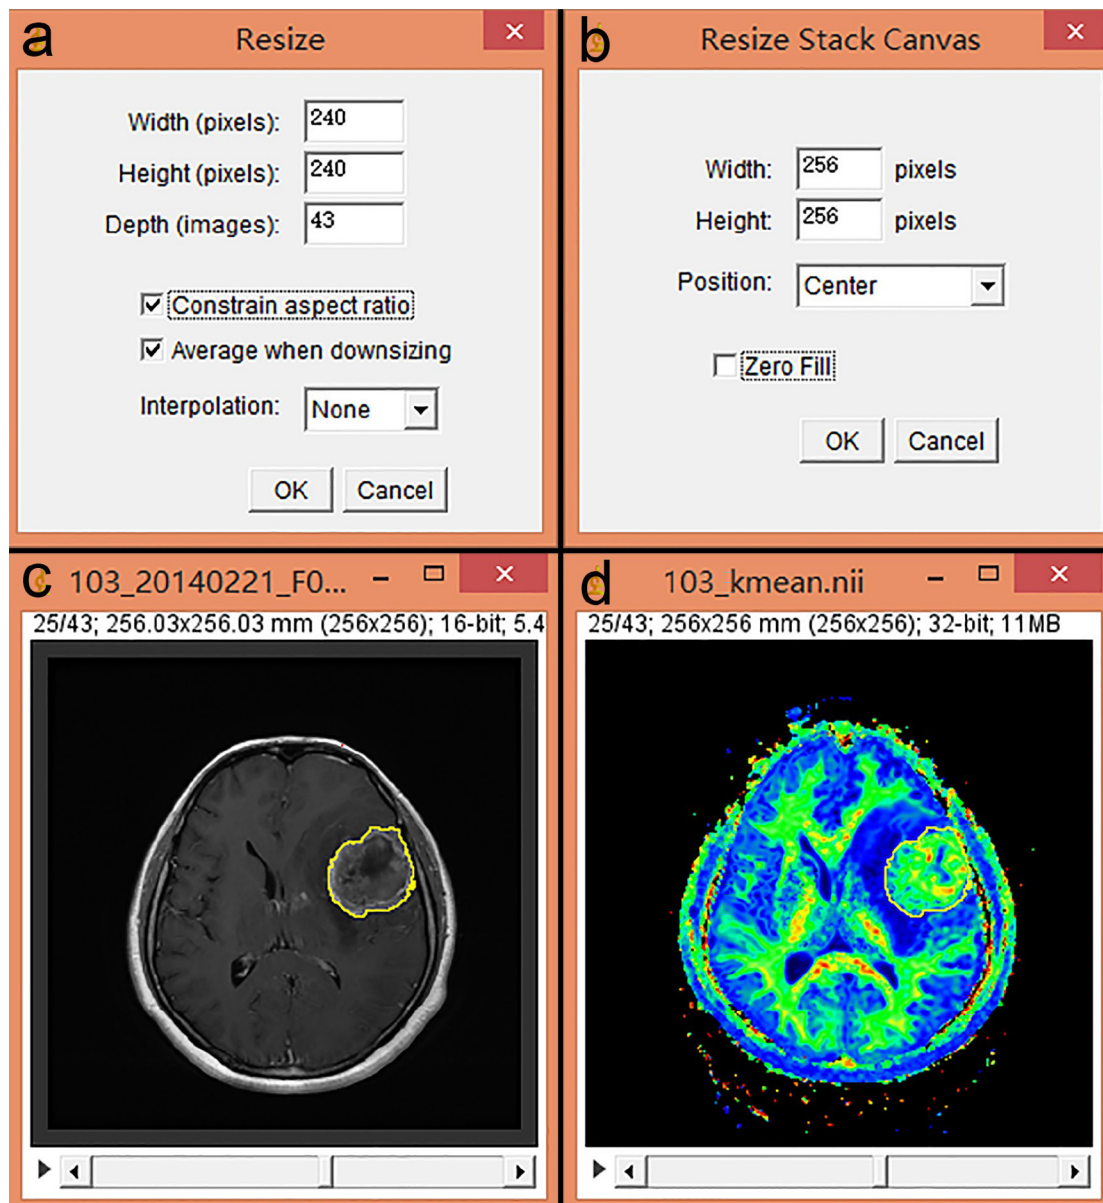 a
Resize
Width (pixels): 240
Height (pixels): 240
Depth (images): 43
Constrain aspect ratio
Average when downsizing
Interpolation: None
OK Cancel
b
Resize Stack Canvas
Width: 256 pixels
Height: 256 pixels
Position: Center
Zero Fill
OK Cancel
c
103_20140221_F0...
25/43; 256.03x256.03 mm (256x256); 16-bit; 5.4
d
103_kmean.nii
25/43; 256x256 mm (256x256); 32-bit; 11MB